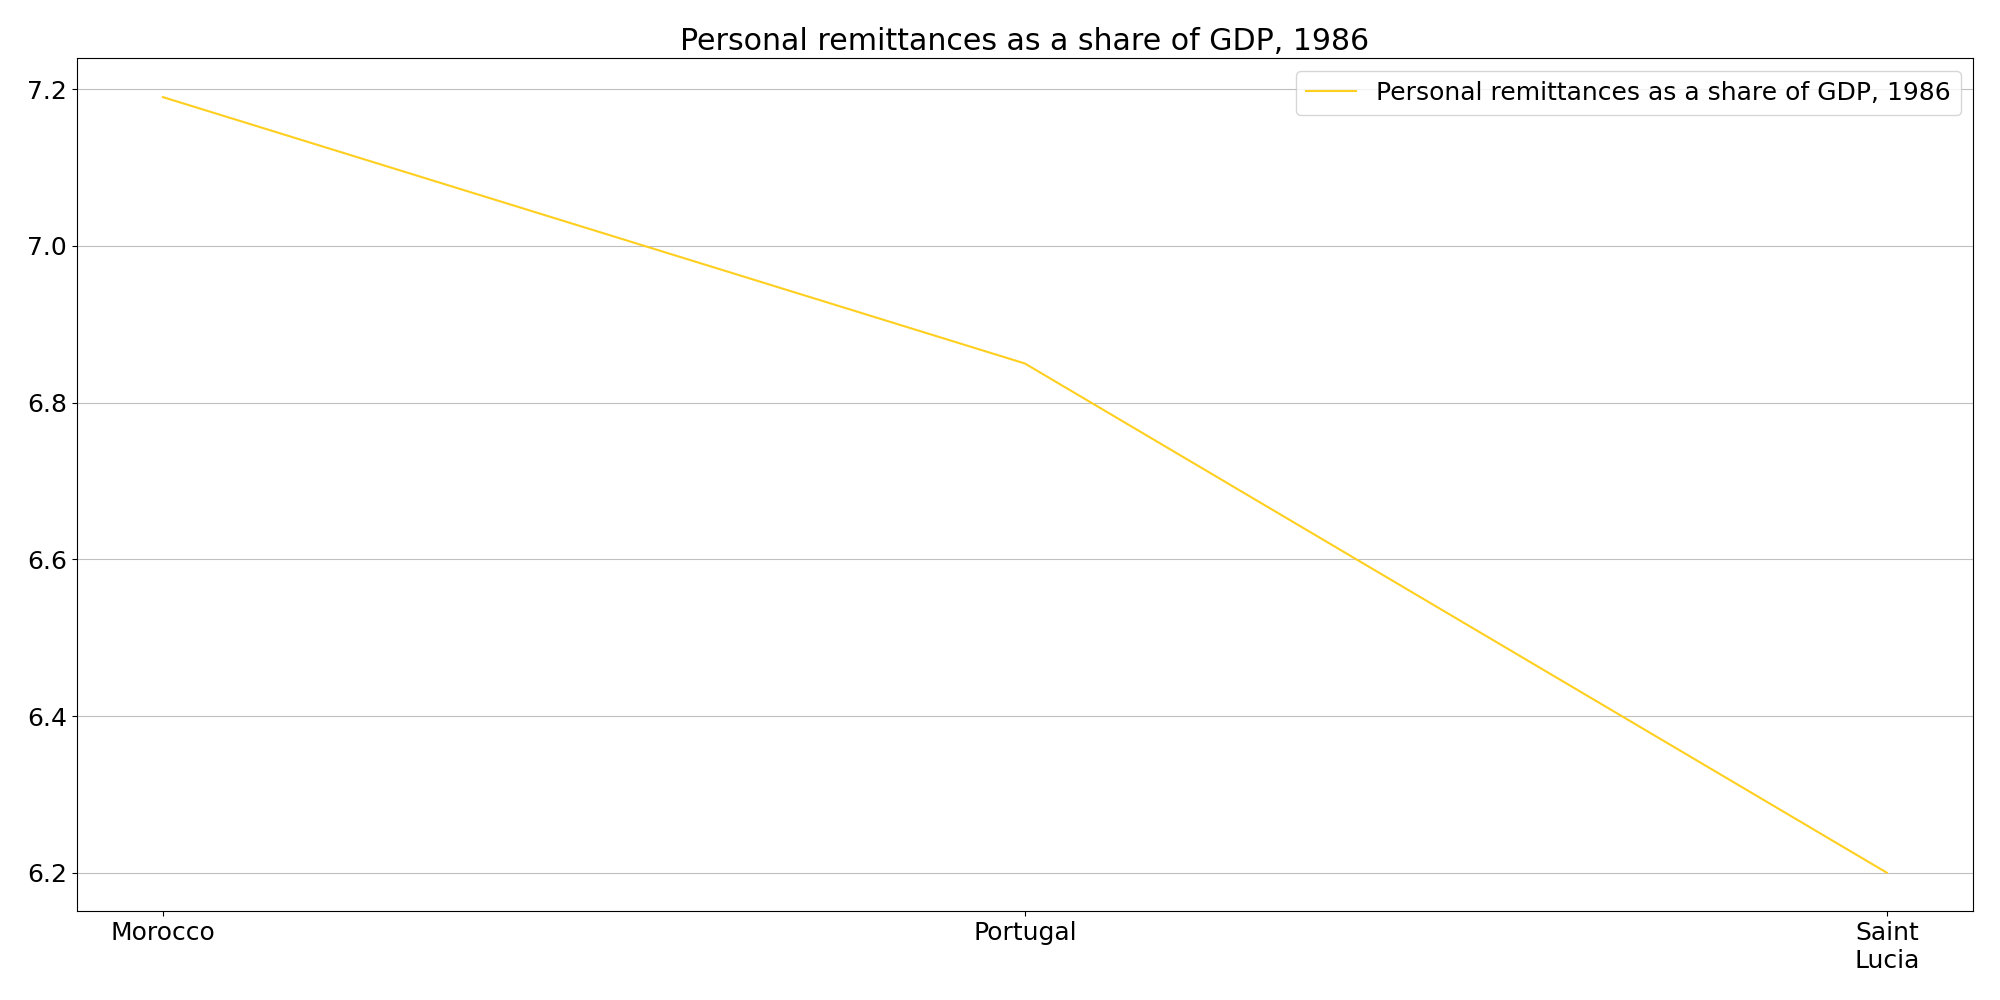 Personal remittances as a share of GDP, 1986
Personal remittances as a share of GDP, 1986
7.2
7.0
6.8
6.6
6.4
6.2
Morocco
Portugal
Saint
Lucia